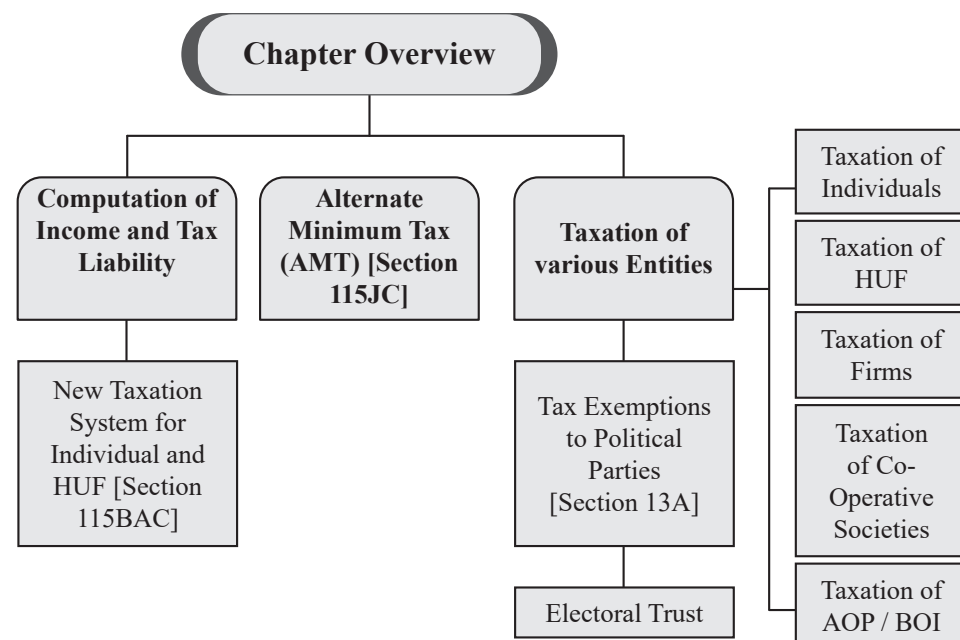 Chapter Overview
Computation of
Income and Tax
Liability
Alternate
Minimum Tax
(AMT) [Section
115JC]
Taxation of
various Entities
New Taxation
System for
Individual and
HUF [Section
115BAC]
Tax Exemptions
to Political
Parties
[Section 13A]
Electoral Trust
Taxation of
Individuals
Taxation of
HUF
Taxation of
Firms
Taxation
of Co-
Operative
Societies
Taxation of
AOP / BOI